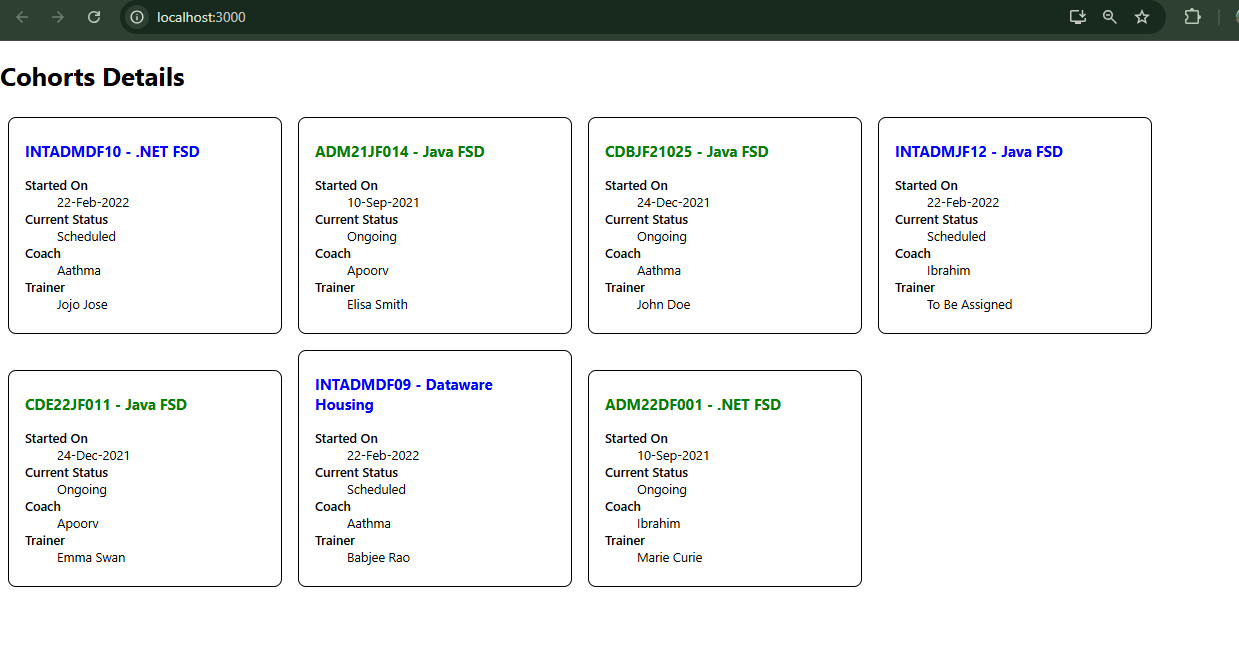 localhost:3000
Cohorts Details
INTADMDF10 - .NET FSD
Started On
22-Feb-2022
Current Status
Scheduled
Coach
Aathma
Trainer
Jojo Jose
ADM21JF014 - Java FSD
Started On
10-Sep-2021
Current Status
Ongoing
Coach
Apoorv
Trainer
Elisa Smith
CDBJF21025 - Java FSD
Started On
24-Dec-2021
Current Status
Ongoing
Coach
Aathma
Trainer
John Doe
INTADMJF12 - Java FSD
Started On
22-Feb-2022
Current Status
Scheduled
Coach
Ibrahim
Trainer
To Be Assigned
CDE22JF011 - Java FSD
Started On
24-Dec-2021
Current Status
Ongoing
Coach
Apoorv
Trainer
Emma Swan
INTADMDF09 - Dataware
Housing
Started On
22-Feb-2022
Current Status
Scheduled
Coach
Aathma
Trainer
Babjee Rao
ADM22DF001 - .NET FSD
Started On
10-Sep-2021
Current Status
Ongoing
Coach
Ibrahim
Trainer
Marie Curie